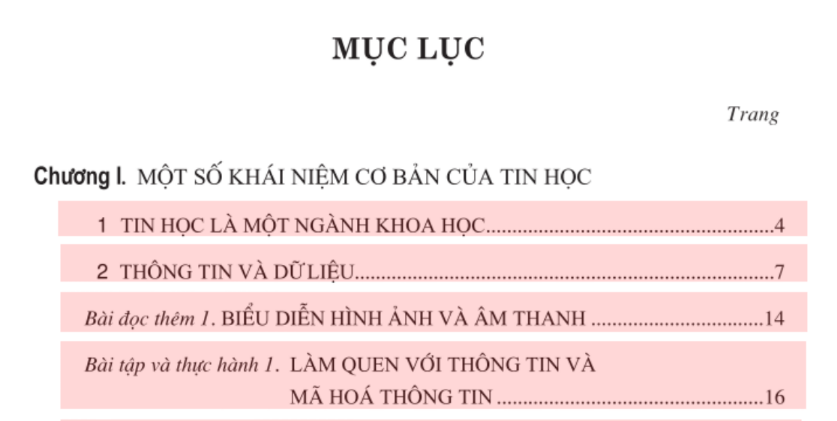 MỤC LỤC
Trang
Chương I. MỘT SỐ KHÁI NIỆM CƠ BẢN CỦA TIN HỌC
1 TIN HỌC LÀ MỘT NGÀNH KHOA HỌC......................................................4
2 THÔNG TIN VÀ DỮ LIỆU..............................................................................7
Bài đọc thêm 1. BIỂU DIỄN HÌNH ẢNH VÀ ÂM THANH ................................14
Bài tập và thực hành 1. LÀM QUEN VỚI THÔNG TIN VÀ
MÃ HOÁ THÔNG TIN ..................................................16